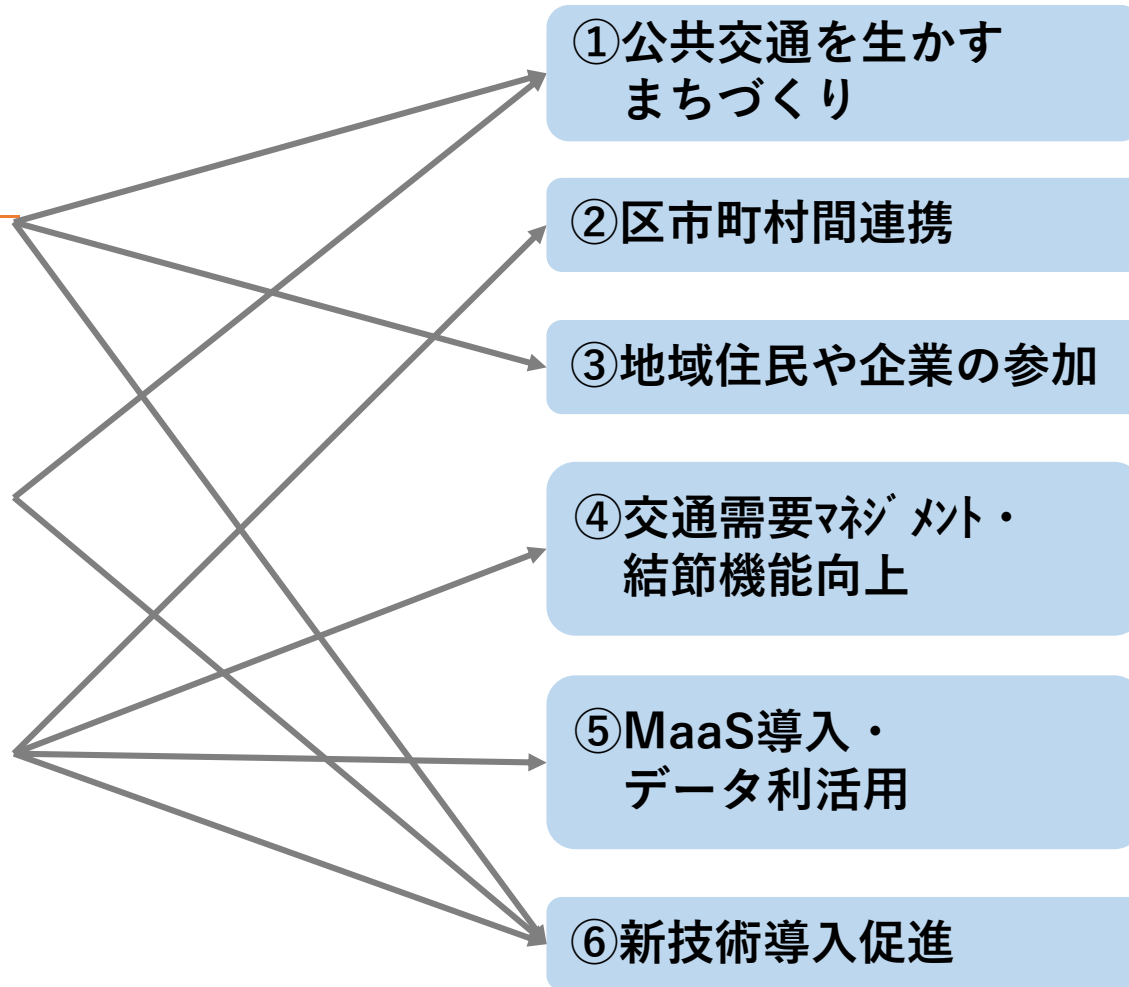 ①公共交通を生かす
まちづくり
②区市町村間連携
③地域住民や企業の参加
④交通需要ﾏﾈｼﾞﾒﾝﾄ・
結節機能向上
⑤MaaS導入・
データ利活用
⑥新技術導入促進